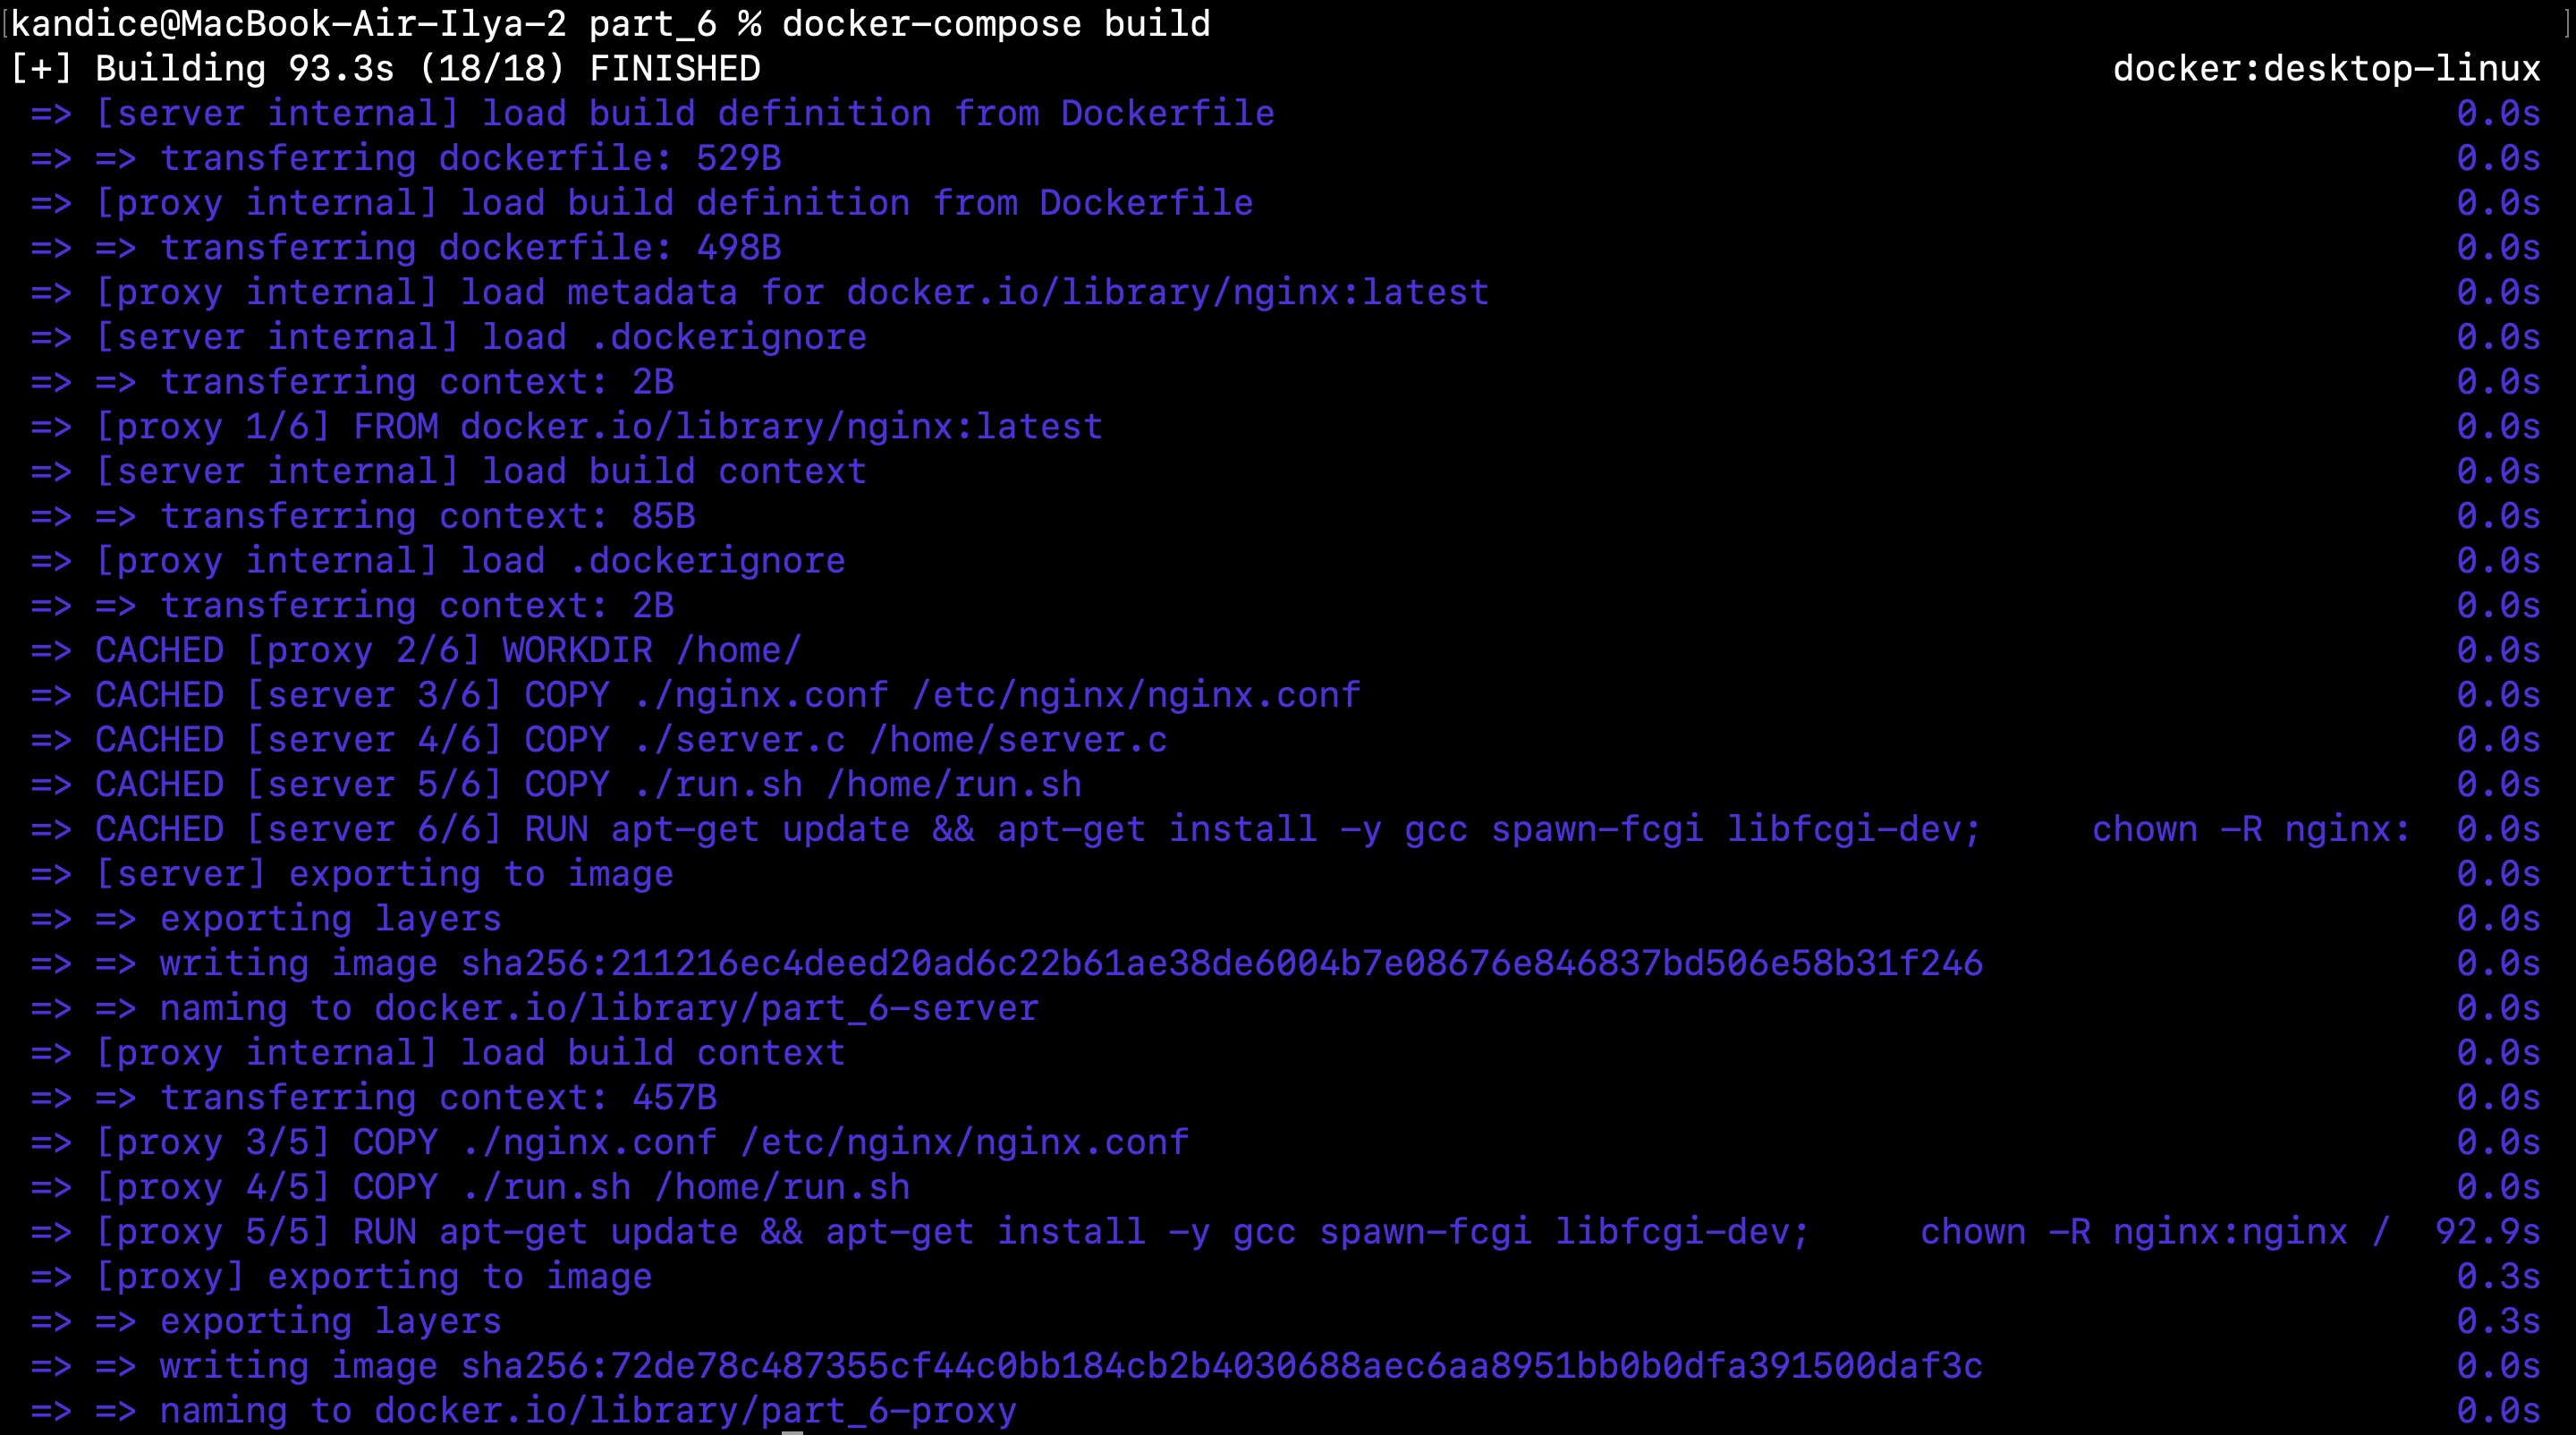 [kandice@MacBook-Air-Ilya-2 part_6 % docker-compose build ]
[+] Building 93.3s (18/18) FINISHED docker:desktop-linux
=> [server internal] load build definition from Dockerfile 0.0s
=> => transferring dockerfile: 529B 0.0s
=> [proxy internal] load build definition from Dockerfile 0.0s
=> => transferring dockerfile: 498B 0.0s
=> [proxy internal] load metadata for docker.io/library/nginx:latest 0.0s
=> [server internal] load .dockerignore 0.0s
=> => transferring context: 2B 0.0s
=> [proxy 1/6] FROM docker.io/library/nginx:latest 0.0s
=> [server internal] load build context 0.0s
=> => transferring context: 85B 0.0s
=> [proxy internal] load .dockerignore 0.0s
=> => transferring context: 2B 0.0s
=> CACHED [proxy 2/6] WORKDIR /home/ 0.0s
=> CACHED [server 3/6] COPY ./nginx.conf /etc/nginx/nginx.conf 0.0s
=> CACHED [server 4/6] COPY ./server.c /home/server.c 0.0s
=> CACHED [server 5/6] COPY ./run.sh /home/run.sh 0.0s
=> CACHED [server 6/6] RUN apt-get update && apt-get install -y gcc spawn-fcgi libfcgi-dev; chown -R nginx: 0.0s
=> [server] exporting to image 0.0s
=> => exporting layers 0.0s
=> => writing image sha256:211216ec4deed20ad6c22b61ae38de6004b7e08676e846837bd506e58b31f246 0.0s
=> => naming to docker.io/library/part_6-server 0.0s
=> [proxy internal] load build context 0.0s
=> => transferring context: 457B 0.0s
=> [proxy 3/5] COPY ./nginx.conf /etc/nginx/nginx.conf 0.0s
=> [proxy 4/5] COPY ./run.sh /home/run.sh 0.0s
=> [proxy 5/5] RUN apt-get update && apt-get install -y gcc spawn-fcgi libfcgi-dev; chown -R nginx:nginx / 92.9s
=> [proxy] exporting to image 0.3s
=> => exporting layers 0.3s
=> => writing image sha256:72de78c487355cf44c0bb184cb2b4030688aec6aa8951bb0b0dfa391500daf3c 0.0s
=> => naming to docker.io/library/part_6-proxy 0.0s